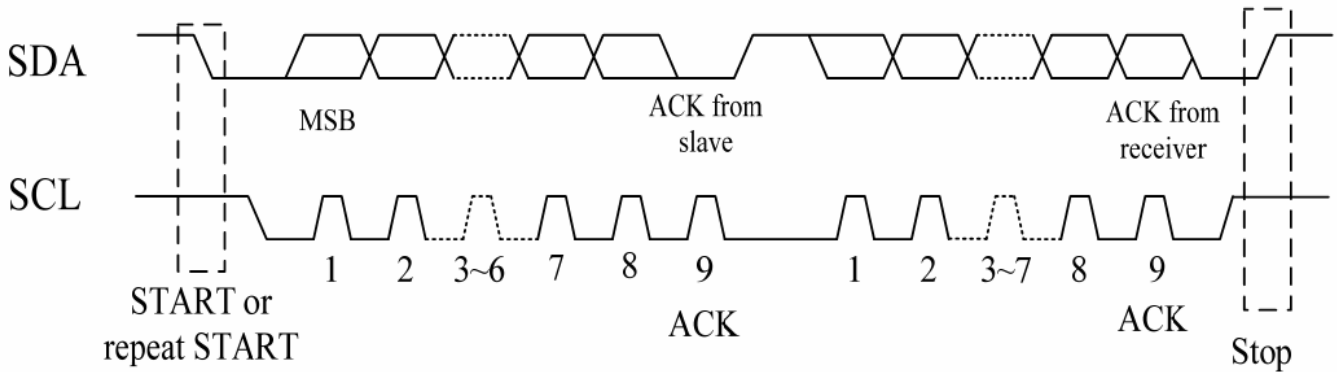 SDA
MSB
ACK from
slave
ACK from
receiver
SCL
1 2 3~6 7 8 9 1 2 3~7 8 9
START or
repeat START
ACK
ACK
Stop